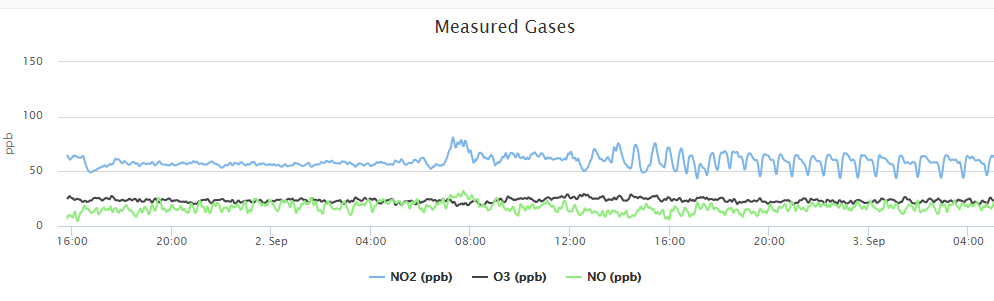 Measured Gases
150
100
50
0
ppb
16:00 20:00 2. Sep 04:00 08:00 12:00 16:00 20:00 3. Sep 04:00
NO2 (ppb) O3 (ppb) NO (ppb)